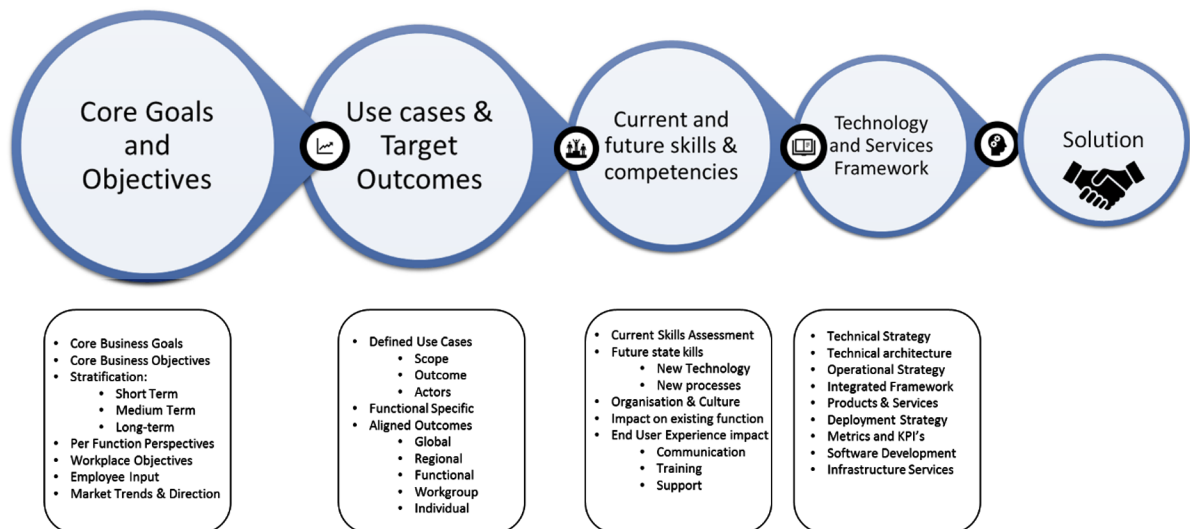 Core Goals
and
Objectives
Use cases &
Target
Outcomes
Current and
future skills &
competencies
Technology
and Services
Framework
Solution
• Core Business Goals
• Core Business Objectives
• Stratification:
• Short Term
• Medium Term
• Long-term
• Per Function Perspectives
• Workplace Objectives
• Employee Input
• Market Trends & Direction
• Defined Use Cases
• Scope
• Outcome
• Actors
• Functional Specific
• Aligned Outcomes
• Global
• Regional
• Functional
• Workgroup
• Individual
• Current Skills Assessment
• Future state kills
• New Technology
• New processes
• Organisation & Culture
• Impact on existing function
• End User Experience impact
• Communication
• Training
• Support
• Technical Strategy
• Technical architecture
• Operational Strategy
• Integrated Framework
• Products & Services
• Deployment Strategy
• Metrics and KPI's
• Software Development
• Infrastructure Services